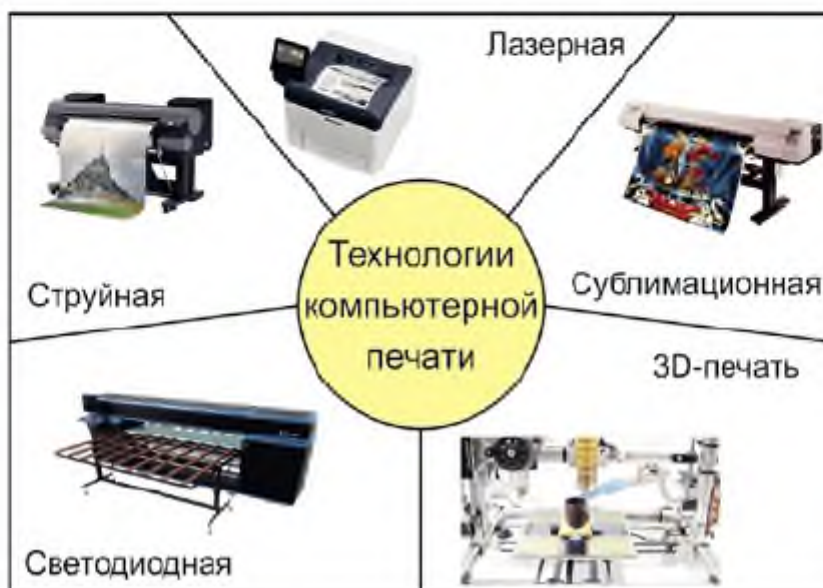 Лазерная
Струйная
Технологии
компьютерной
печати
Сублимационная
3D-печать
Светодиодная